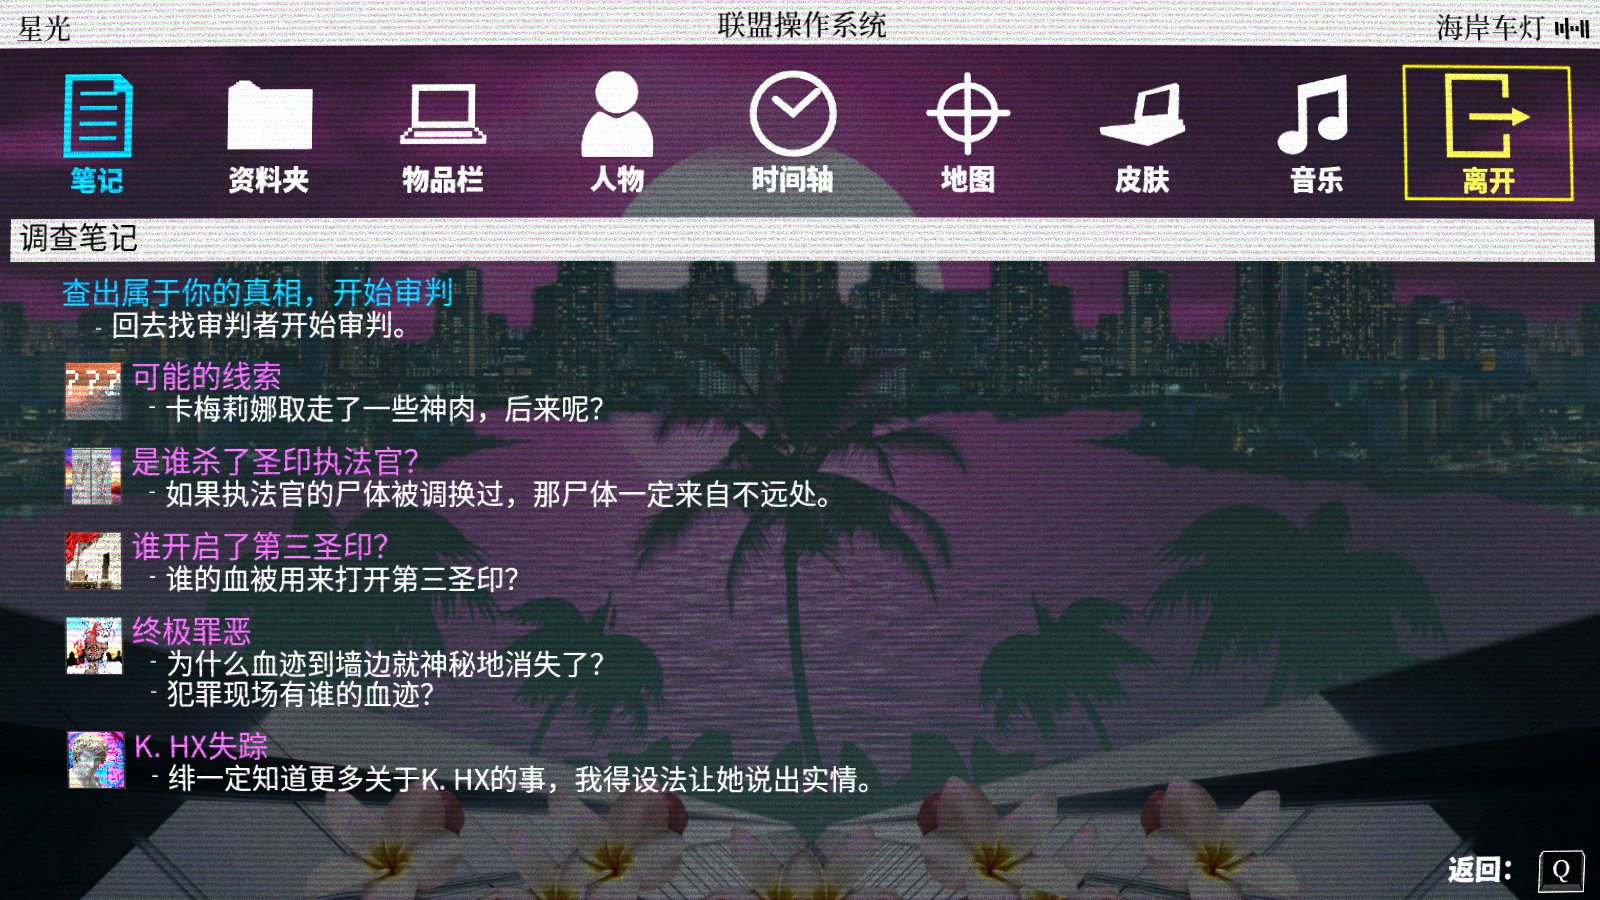 星光
联盟操作系统
海岸车灯
笔记
资料夹
物品栏
人物
时间轴
地图
皮肤
音乐
离开
调查笔记
查出属于你的真相，开始审判
- 回去找审判者开始审判。
???
可能的线索
- 卡梅莉娜取走了一些神肉，后来呢？
是谁杀了圣印执法官？
- 如果执法官的尸体被调换过，那尸体一定来自不远处。
谁开启了第三圣印？
- 谁的血被用来打开第三圣印？
终极罪恶
- 为什么血迹到墙边就神秘地消失了？
- 犯罪现场有谁的血迹？
K. HX失踪
- 绯一定知道更多关于K. HX的事，我得设法让她说出实情。
返回：
Q